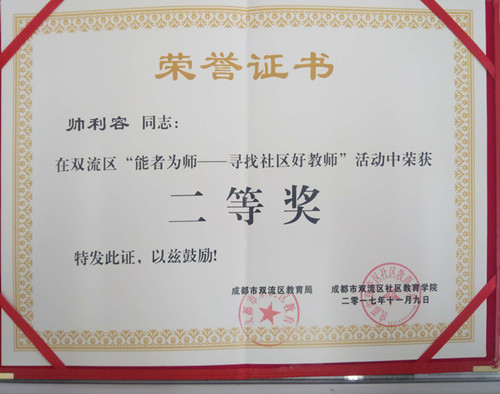 荣誉证书
帅利容 同志：
在双流区“能者为师——寻找社区好教师”活动中荣获
二等奖
特发此证，以兹鼓励！
成都市双流区教育局 成都市双流区社区教育学院
二〇一七年十一月九日